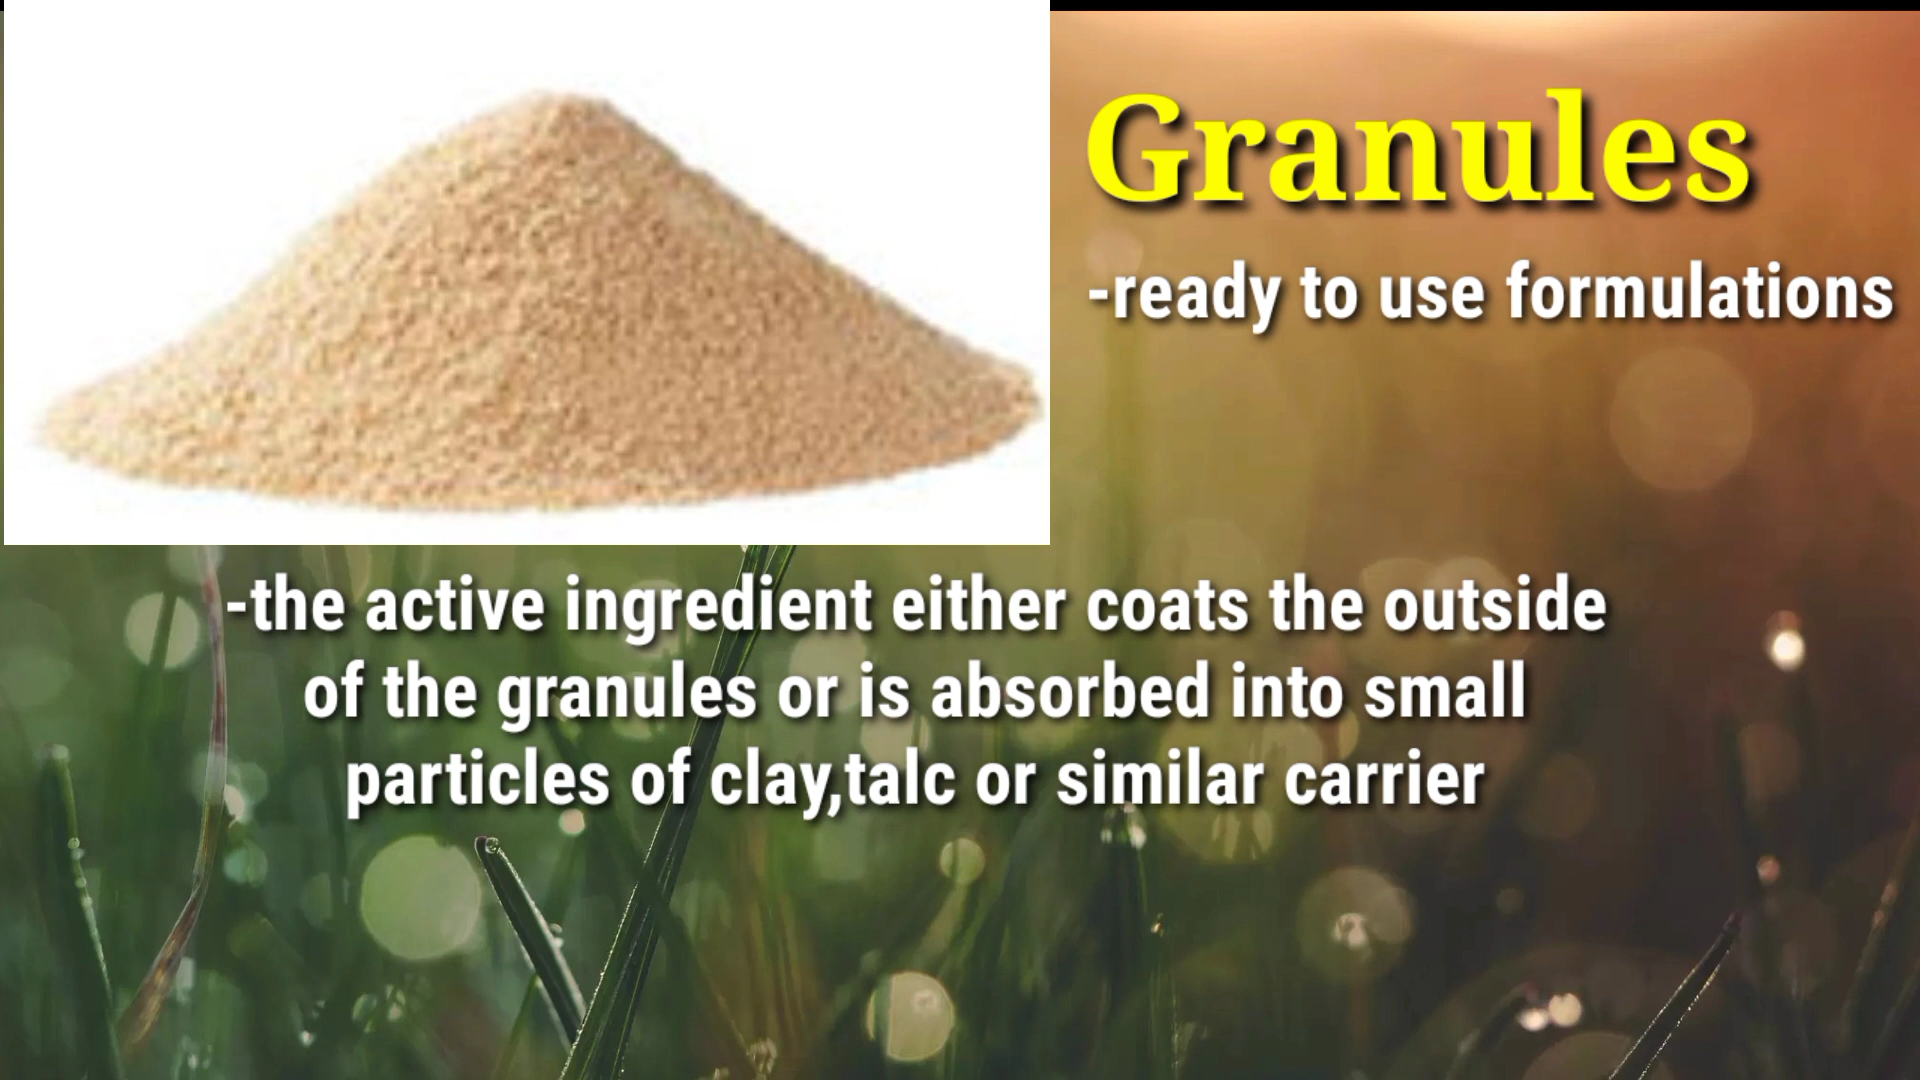 Granules
-ready to use formulations
-the active ingredient either coats the outside
of the granules or is absorbed into small
particles of clay,talc or similar carrier